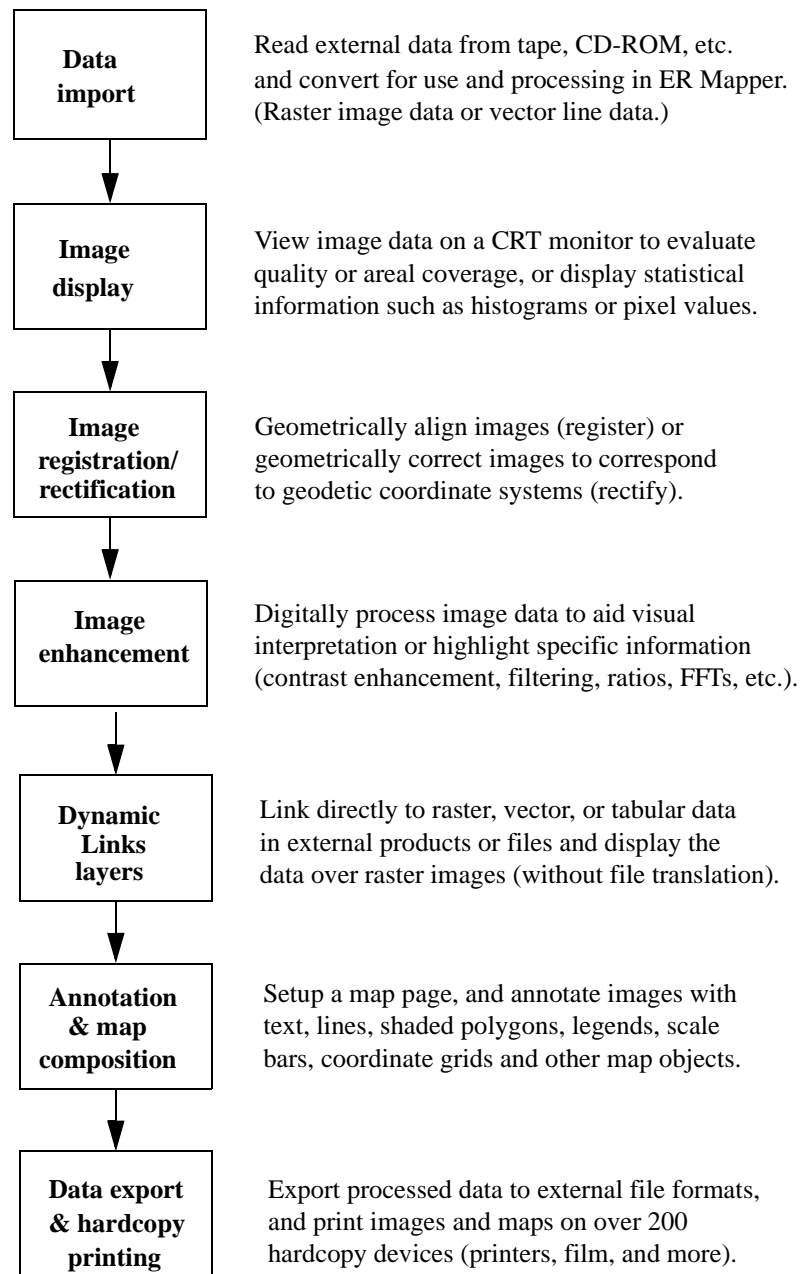 Data
import
Read external data from tape, CD-ROM, etc.
and convert for use and processing in ER Mapper.
(Raster image data or vector line data.)
Image
display
View image data on a CRT monitor to evaluate
quality or areal coverage, or display statistical
information such as histograms or pixel values.
Image
registration/
rectification
Geometrically align images (register) or
geometrically correct images to correspond
to geodetic coordinate systems (rectify).
Image
enhancement
Digitally process image data to aid visual
interpretation or highlight specific information
(contrast enhancement, filtering, ratios, FFTs, etc.).
Dynamic
Links
layers
Link directly to raster, vector, or tabular data
in external products or files and display the
data over raster images (without file translation).
Annotation
& map
composition
Setup a map page, and annotate images with
text, lines, shaded polygons, legends, scale
bars, coordinate grids and other map objects.
Data export
& hardcopy
printing
Export processed data to external file formats,
and print images and maps on over 200
hardcopy devices (printers, film, and more).